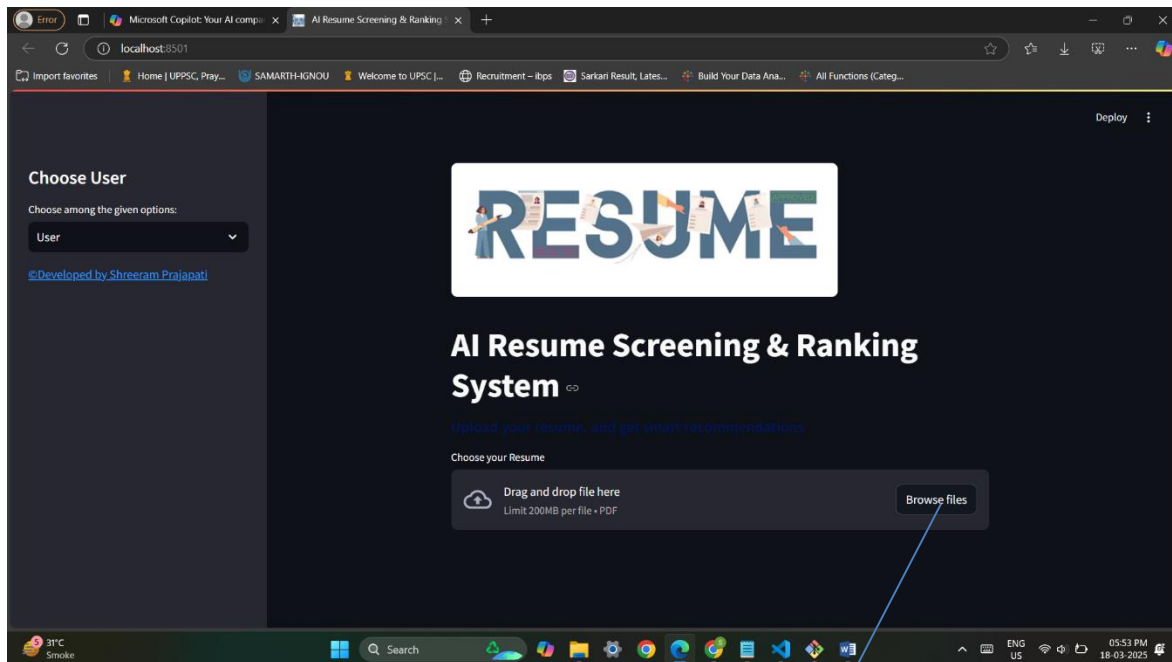 Error
Microsoft Copilot: Your AI compa
AI Resume Screening & Ranking S
localhost:8501
Import favorites
Home | UPPSC, Pray...
SAMARTH-IGNOU
Welcome to UPSC |...
Recruitment – ibps
Sarkari Result, Lates...
Build Your Data Ana...
All Functions (Categ...
Deploy
Choose User
Choose among the given options:
User
©Developed by Shreeram Prajapati
RESUME
AI Resume Screening & Ranking
System
Upload your resume, and get smart recommendations
Choose your Resume
Drag and drop file here
Limit 200MB per file • PDF
Browse files
5
31°C
Smoke
Search
ENG
US
05:53 PM
18-03-2025